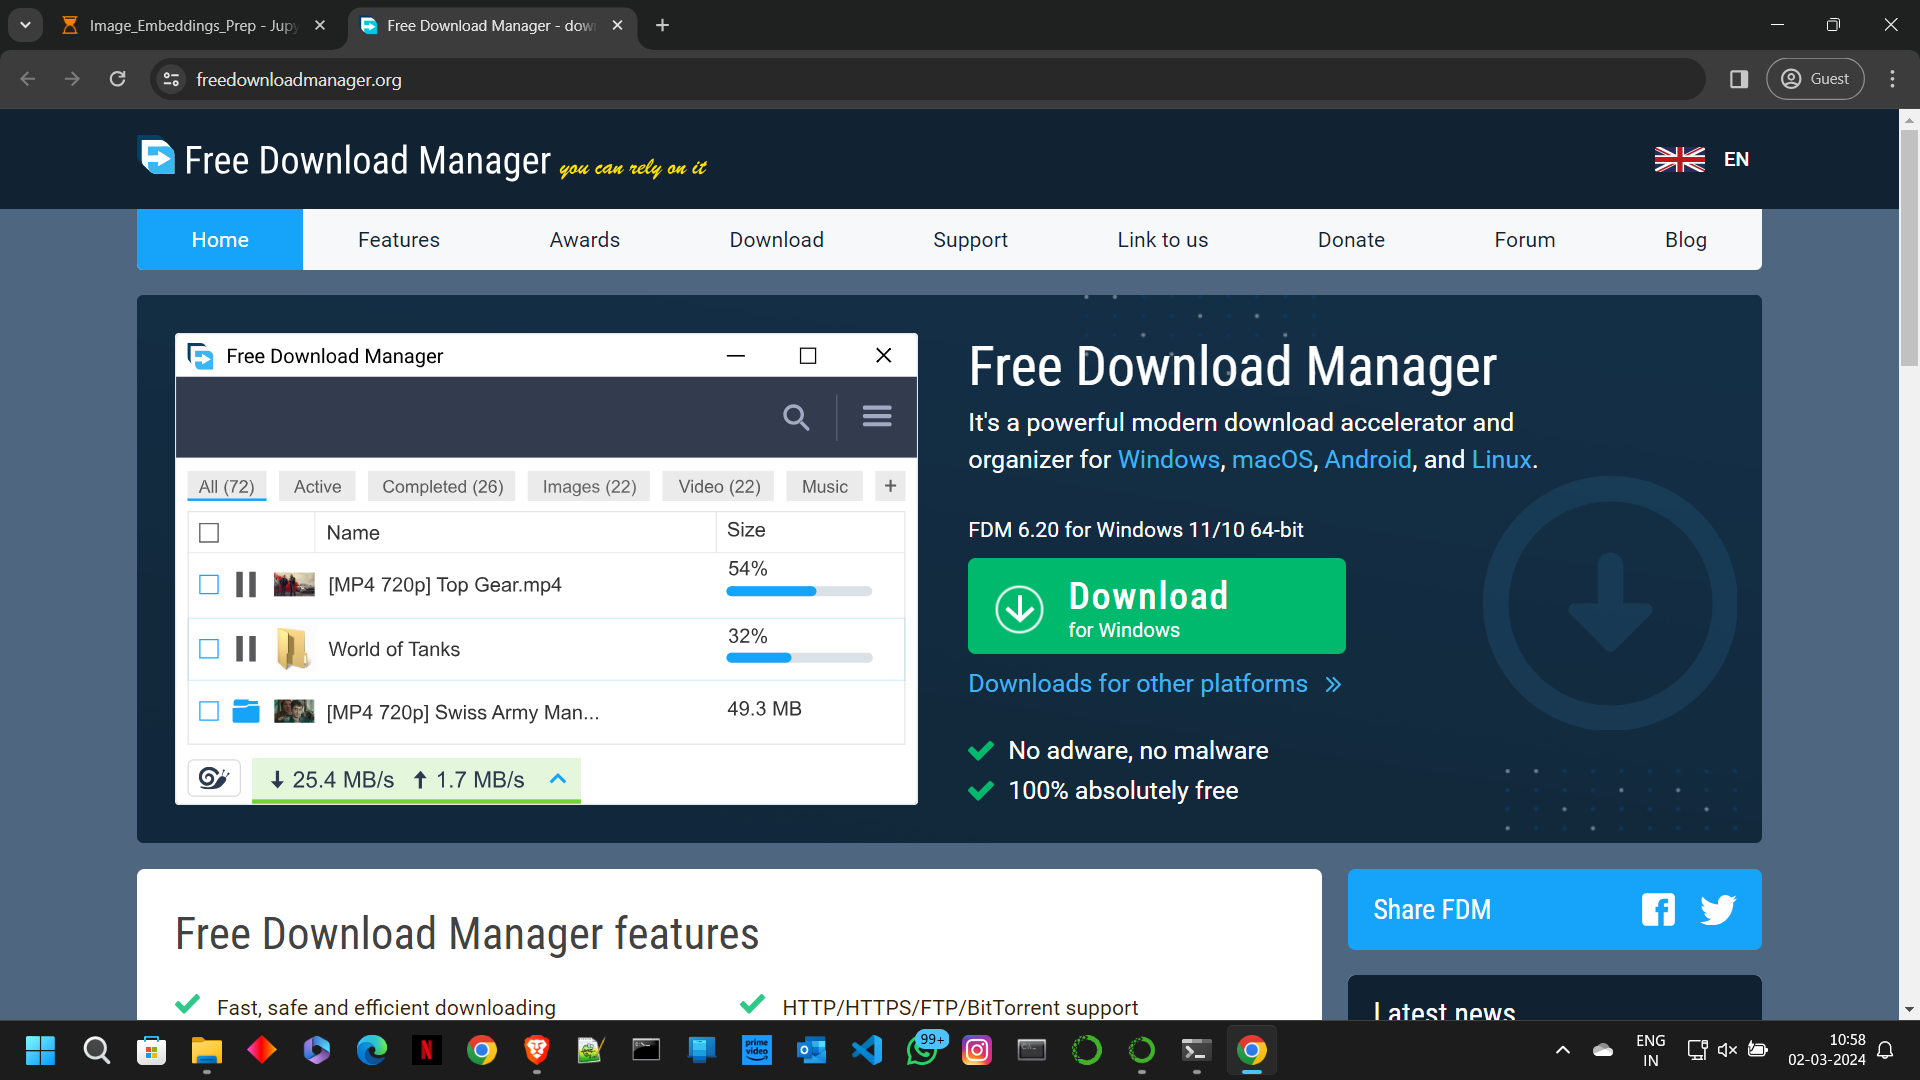 Image_Embeddings_Prep - Jupy
Free Download Manager - dow
freedownloadmanager.org
Guest
Free Download Manager you can rely on it
EN
Home
Features
Awards
Download
Support
Link to us
Donate
Forum
Blog
Free Download Manager
All (72)
Active
Completed (26)
Images (22)
Video (22)
Music
+
Name
Size
[MP4 720p] Top Gear.mp4
54%
World of Tanks
32%
[MP4 720p] Swiss Army Man...
49.3 MB
25.4 MB/s
1.7 MB/s
Free Download Manager
It's a powerful modern download accelerator and
organizer for Windows, macOS, Android, and Linux.
FDM 6.20 for Windows 11/10 64-bit
Download
for Windows
Downloads for other platforms
No adware, no malware
100% absolutely free
Free Download Manager features
Fast, safe and efficient downloading
HTTP/HTTPS/FTP/BitTorrent support
Share FDM
Latest news
prime
video
99+
ENG
IN
10:58
02-03-2024